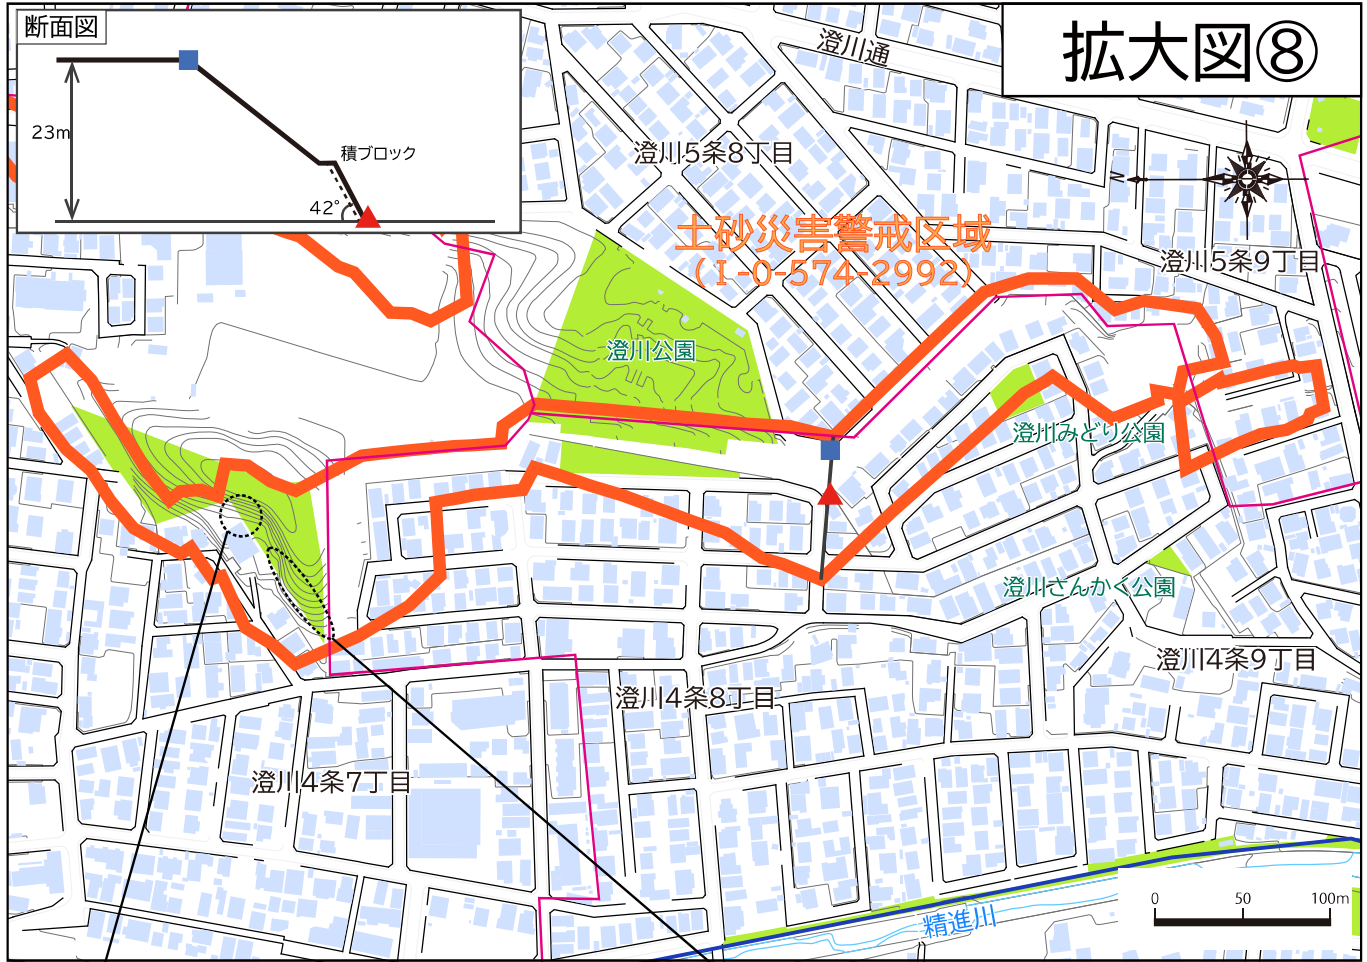 断面図
23m
積ブロック
42°
拡大図⑧
澄川通
澄川5条8丁目
N
土砂災害警戒区域
（Ⅰ-0-574-2992）
澄川5条9丁目
澄川公園
澄川みどり公園
澄川さんかく公園
澄川4条9丁目
澄川4条8丁目
澄川4条7丁目
精進川
0 50 100m